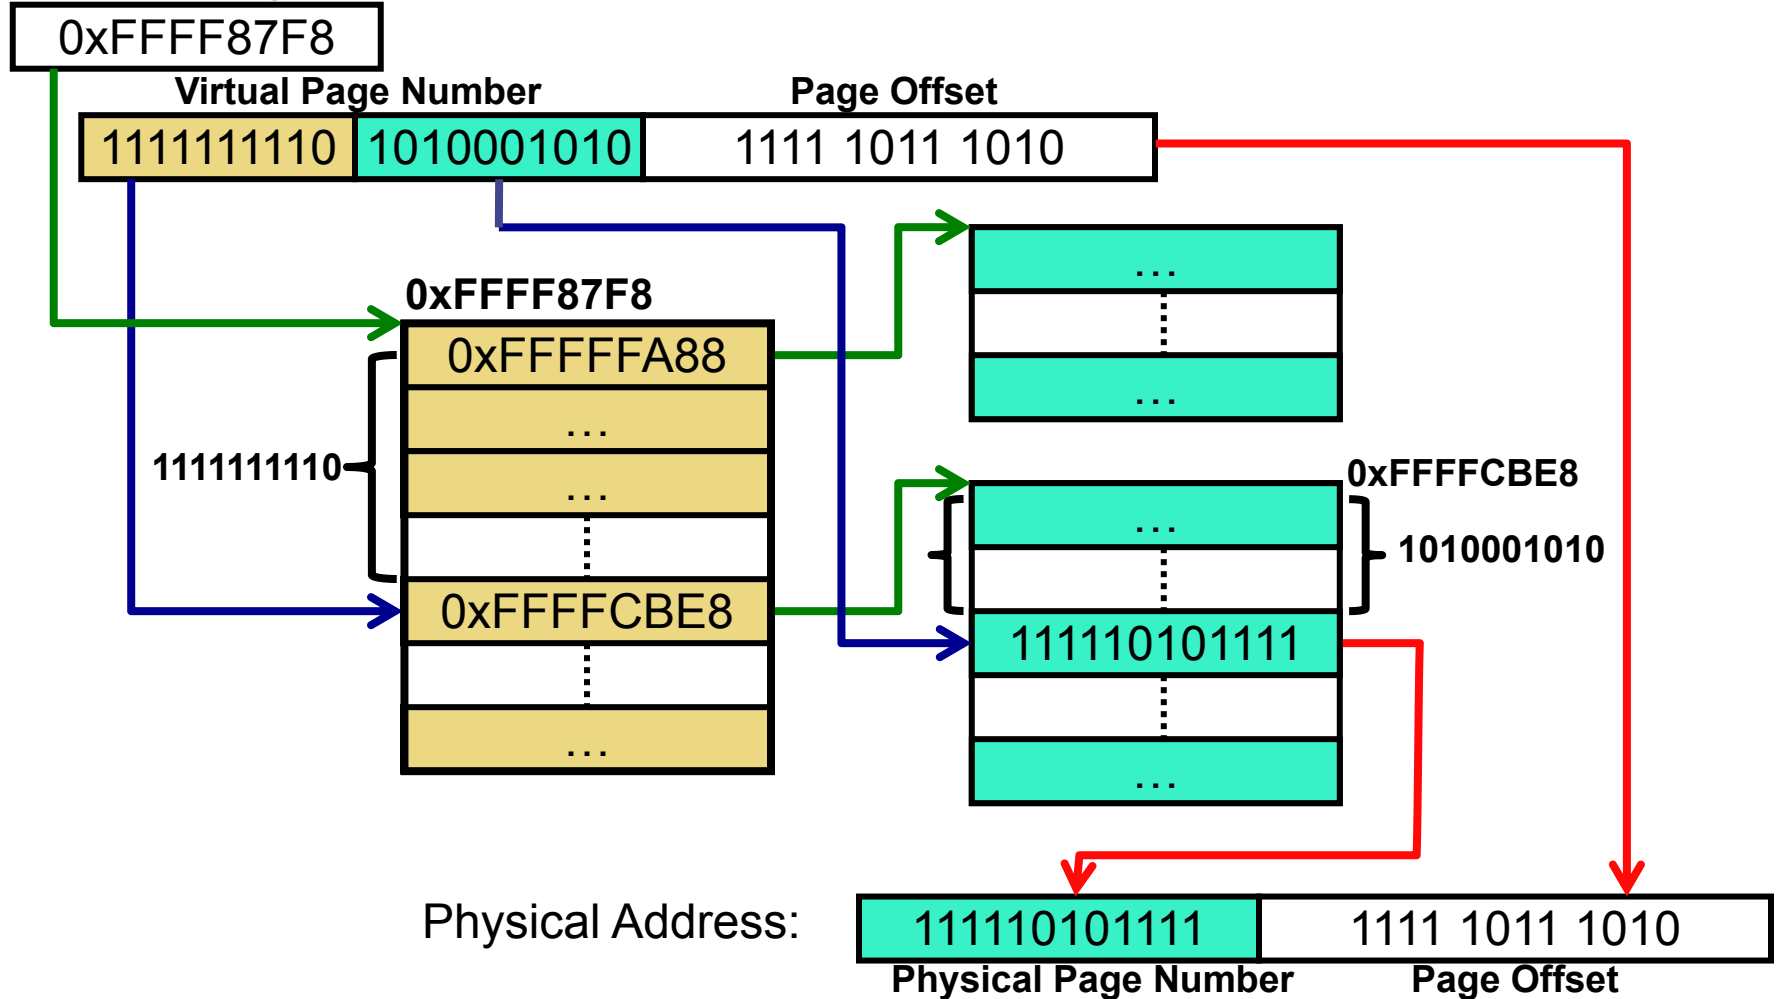 0xFFFF87F8
Virtual Page Number
Page Offset
1111111110
1010001010
1111 1011 1010
0xFFFF87F8
0xFFFFFA88
...
...
1111111110
0xFFFFCBE8
...
...
...
0xFFFFCBE8
...
1010001010
111110101111
...
Physical Address:
111110101111
1111 1011 1010
Physical Page Number
Page Offset